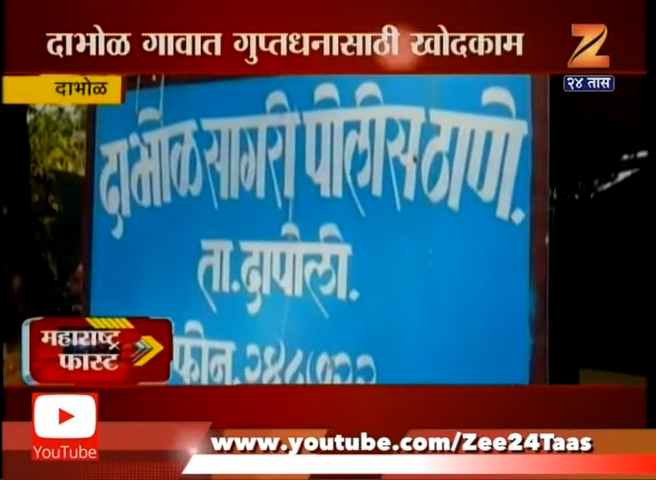 दाभोळ गावात गुप्तधनासाठी खोदकाम
Z
२४ तास
दाभोळ
दाभोळ सागरी पोलीस ठाणे.
ता. दापोली.
फोन.
महाराष्ट्र
फास्ट
YouTube
www.youtube.com/Zee24Taas